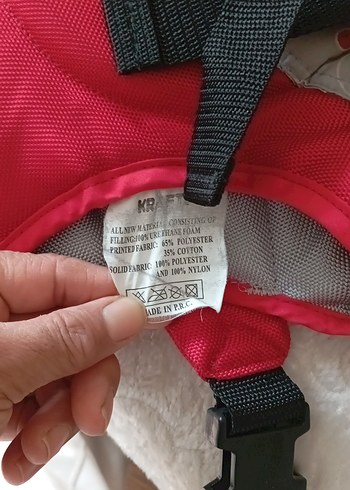 ALL NEW MATERIAL CONSISTING OF
FILLING:100% URETHANE FOAM
PRINTED FABRIC: 65% POLYESTER
35% COTTON
SOLID FABRIC: 100% POLYESTER
AND 100% NYLON
MADE IN P.R.C.